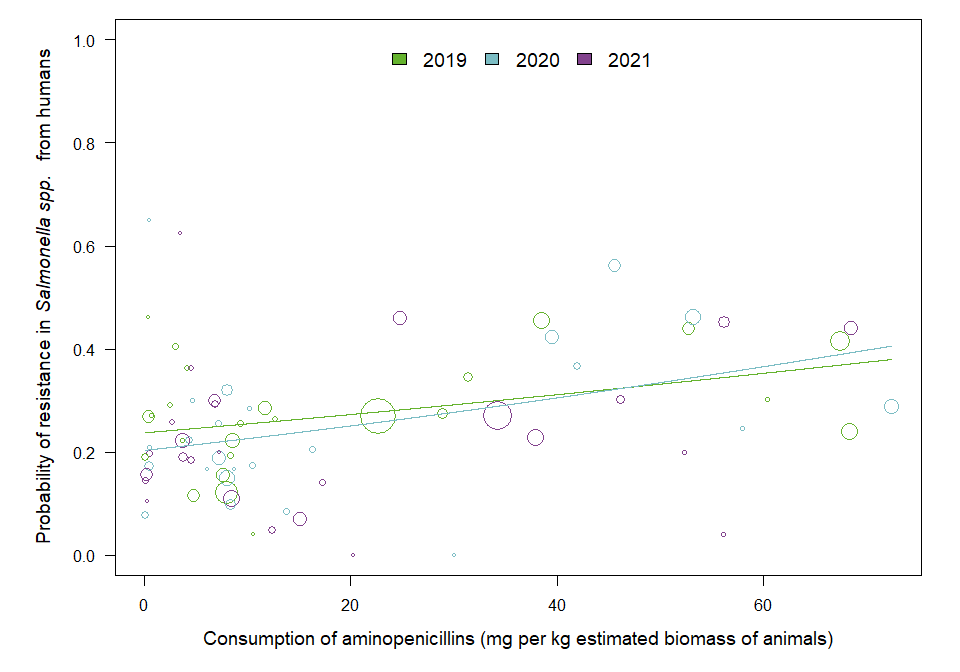 2019 2020 2021
Probability of resistance in Salmonella spp. from humans
1.0
0.8
0.6
0.4
0.2
0.0
0 20 40 60
Consumption of aminopenicillins (mg per kg estimated biomass of animals)